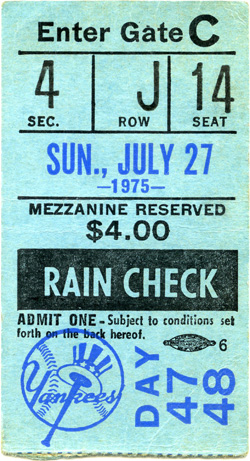 Enter Gate C
4 J 14
SEC. ROW SEAT
SUN., JULY 27
—1975—
MEZZANINE RESERVED
$4.00
RAIN CHECK
ADMIT ONE - Subject to conditions set
forth on the back hereof.
6
Yankees
DAY
47
48